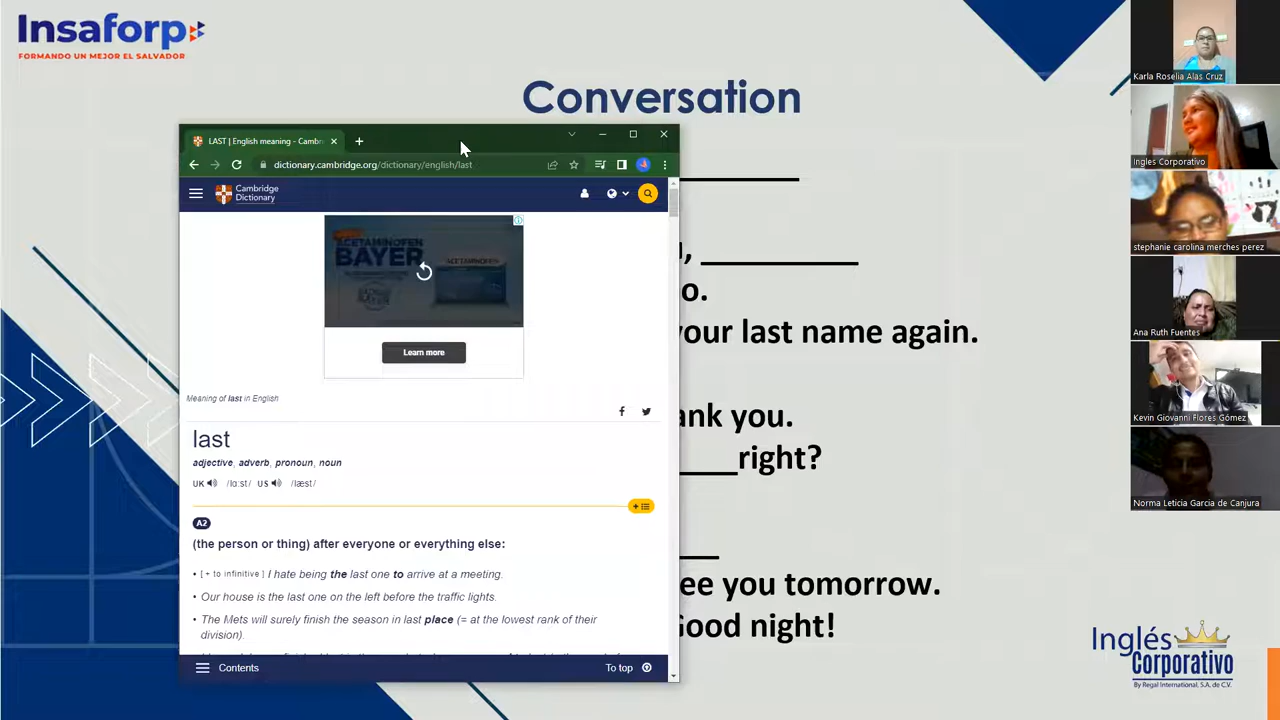 Insaforp
FORMANDO UN MEJOR EL SALVADOR
Conversation
LAST | English meaning - Camb
dictionary.cambridge.org/dictionary/english/last
Cambridge
Dictionary
ACETAMINOFEN
BAYER
Learn more
Meaning of last in English
last
adjective, adverb, pronoun, noun
UK /lɑːst/ US /læst/
A2
(the person or thing) after everyone or everything else:
• [ + to infinitive ] I hate being the last one to arrive at a meeting.
• Our house is the last one on the left before the traffic lights.
• The Mets will surely finish the season in last place (= at the lowest rank of their
division).
Contents
To top
, __________
o.
your last name again.
ank you.
____right?
ee you tomorrow.
Good night!
Karla Roselia Alas Cruz
Ingles Corporativo
stephanie carolina merches perez
Ana Ruth Fuentes
Kevin Giovanni Flores Gómez
Norma Leticia Garcia de Canjura
Inglés
Corporativo
By Regal International, S.A. de C.V.